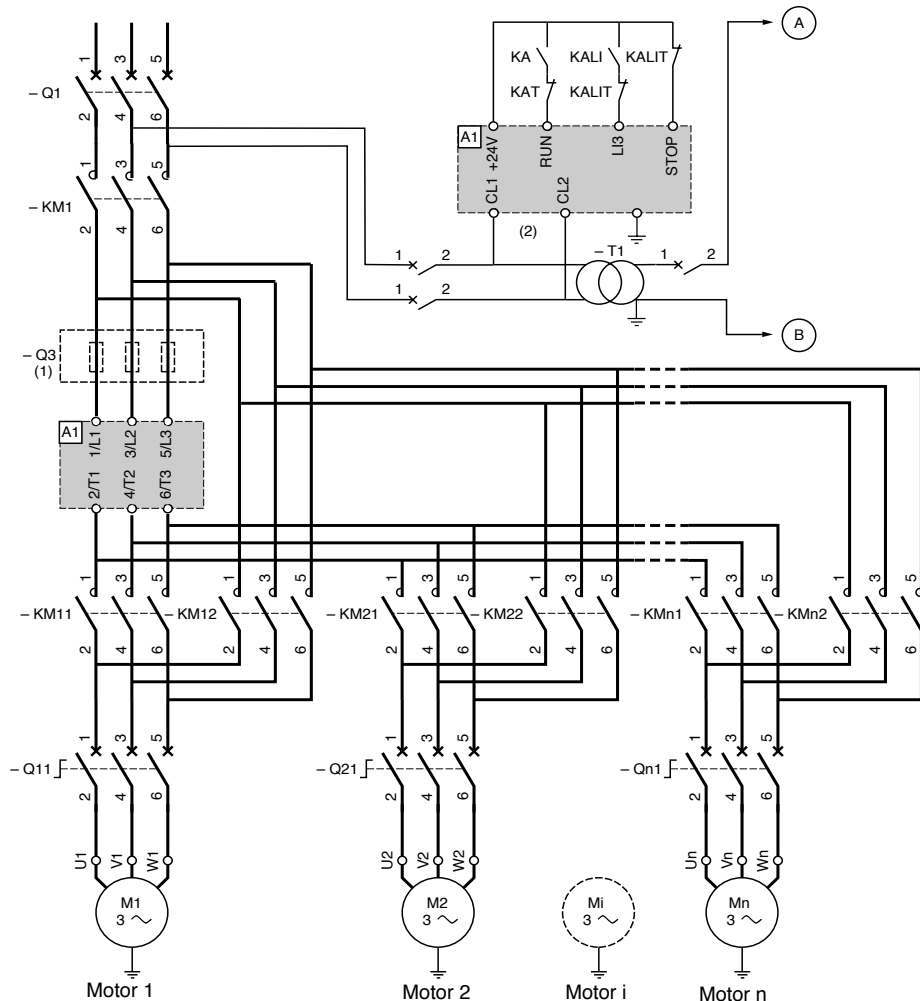 A
1 3 5
KA KALI KALIT
– Q1
KAT KALIT
2 4 6
A1 +24V RUN LI3 STOP
CL1 CL2
1 3 5
– KM1
2 4 6
(2)
– T1
1 2
1 2
1 2
B
– Q3
(1)
A1 1/L1 3/L2 5/L3
2/T1 4/T2 6/T3
1 3 5 1 3 5 1 3 5 1 3 5 1 3 5 1 3 5
– KM11 – KM12 – KM21 – KM22 – KMn1 – KMn2
2 4 6 2 4 6 2 4 6 2 4 6 2 4 6 2 4 6
1 3 5 1 3 5 1 3 5
– Q11 – Q21 – Qn1
2 4 6 2 4 6 2 4 6
U1 V1 W1 U2 V2 W2 Un Vn Wn
M1 M2 Mi Mn
3 3 3 3
Motor 1 Motor 2 Motor i Motor n